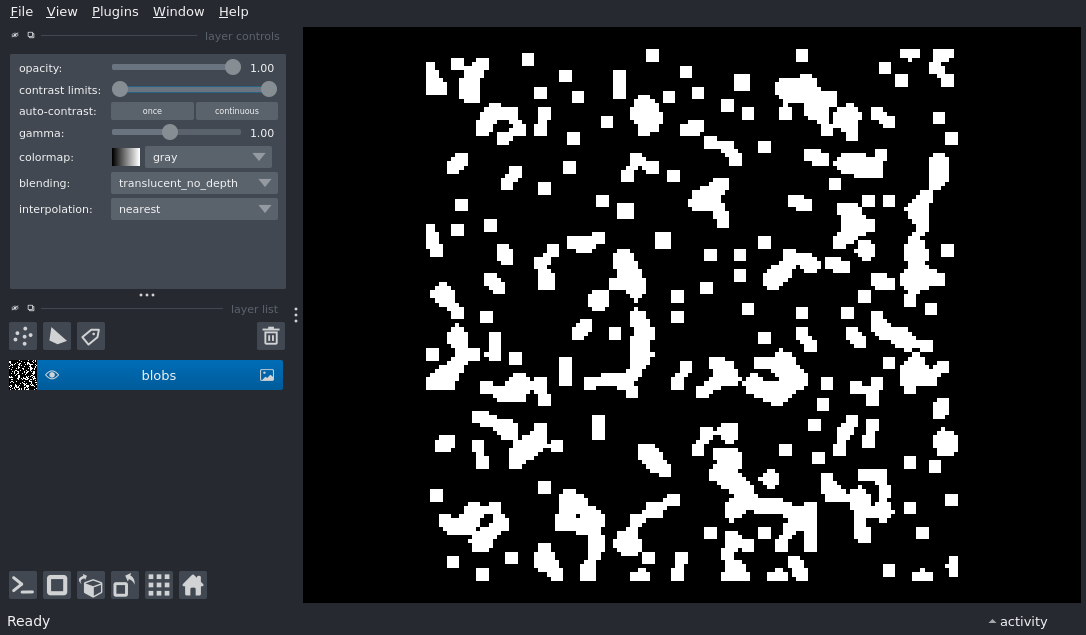 File View Plugins Window Help
layer controls
opacity: 1.00
contrast limits:
auto-contrast: once continuous
gamma: 1.00
colormap: gray
blending: translucent_no_depth
interpolation: nearest
layer list
blobs
Ready activity